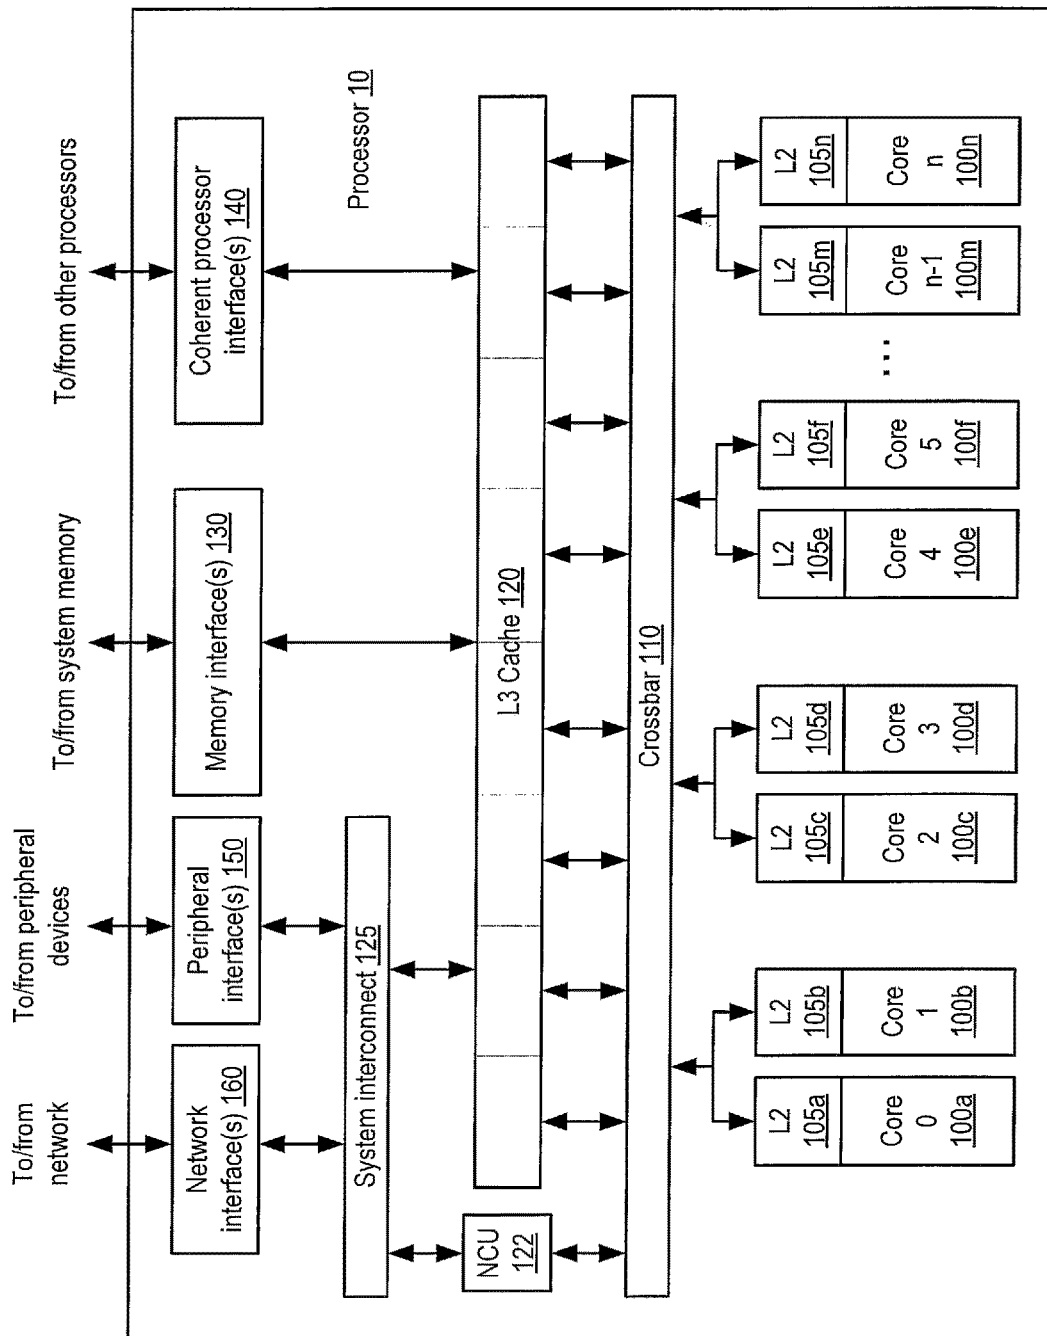 To/from
network
To/from peripheral
devices
To/from system memory
To/from other processors
Network
interface(s) 160
Peripheral
interface(s) 150
Memory interface(s) 130
Coherent processor
interface(s) 140
Processor 10
System interconnect 125
NCU
122
L3 Cache 120
Crossbar 110
L2
105a
Core
0
100a
L2
105b
Core
1
100b
L2
105c
Core
2
100c
L2
105d
Core
3
100d
L2
105e
Core
4
100e
L2
105f
Core
5
100f
...
L2
105m
Core
n-1
100m
L2
105n
Core
n
100n